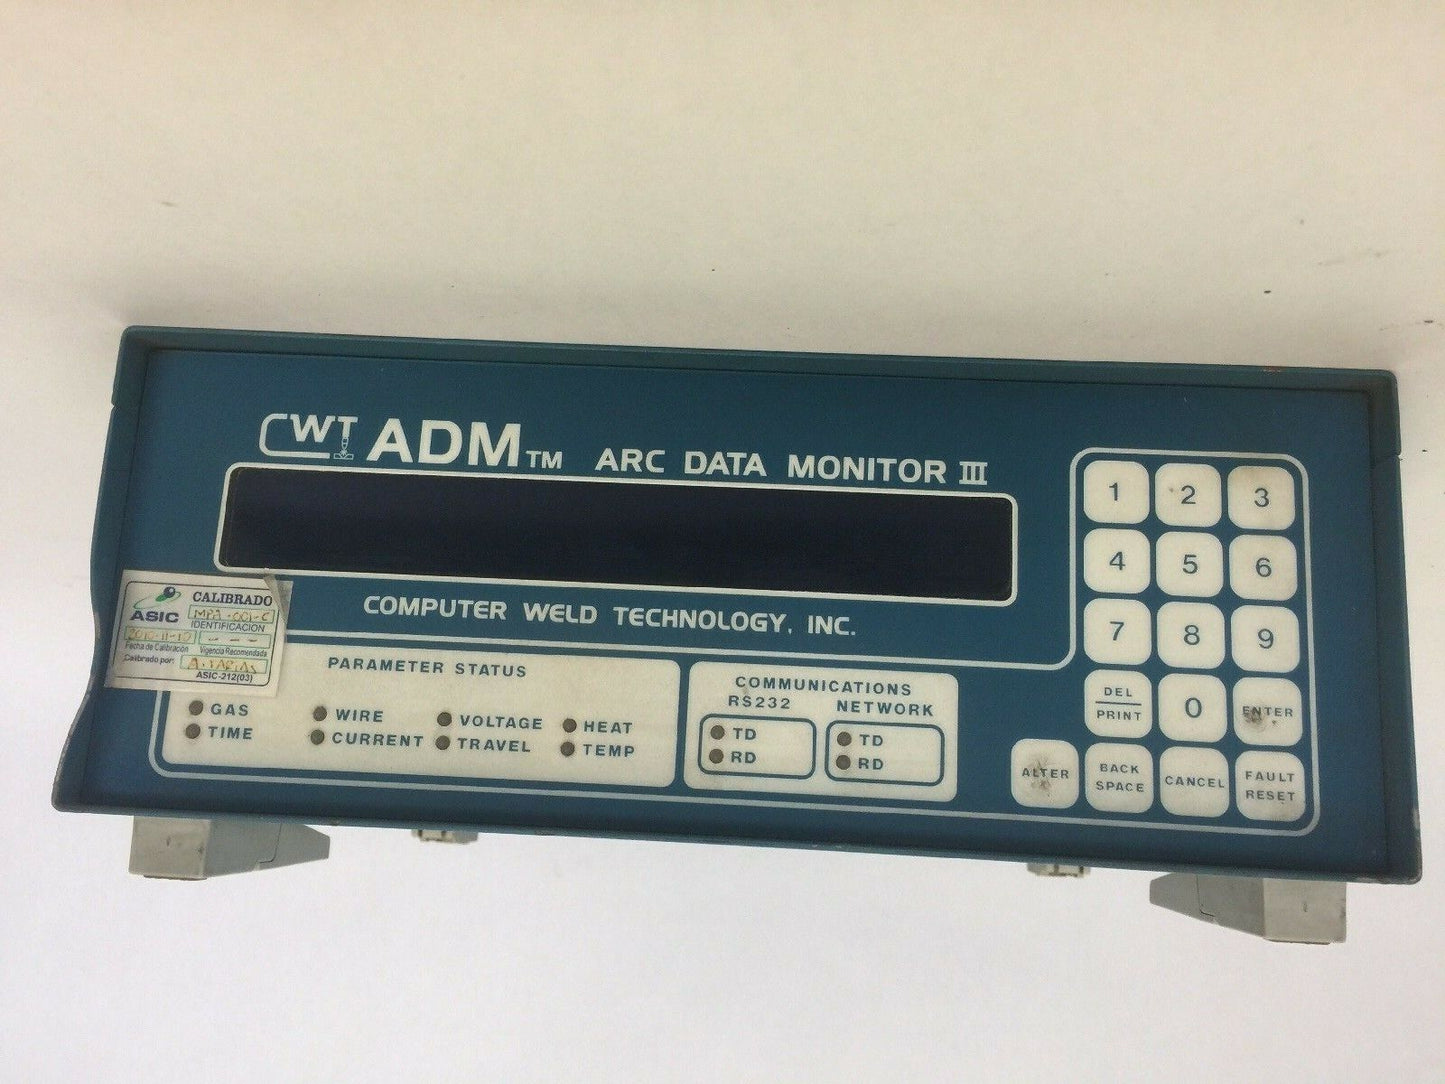 CWT ADM TM ARC DATA MONITOR III
COMPUTER WELD TECHNOLOGY, INC.
ASIC
CALIBRADO
IDENTIFICACION
Fecha de Calibración Vigencia Recomendada
Calibrado por:
ASIC-212(03)
PARAMETER STATUS
GAS WIRE VOLTAGE HEAT
TIME CURRENT TRAVEL TEMP
COMMUNICATIONS
RS232 NETWORK
TD TD
RD RD
1 2 3
4 5 6
7 8 9
DEL
PRINT
0
ENTER
ALTER
BACK
SPACE
CANCEL
FAULT
RESET